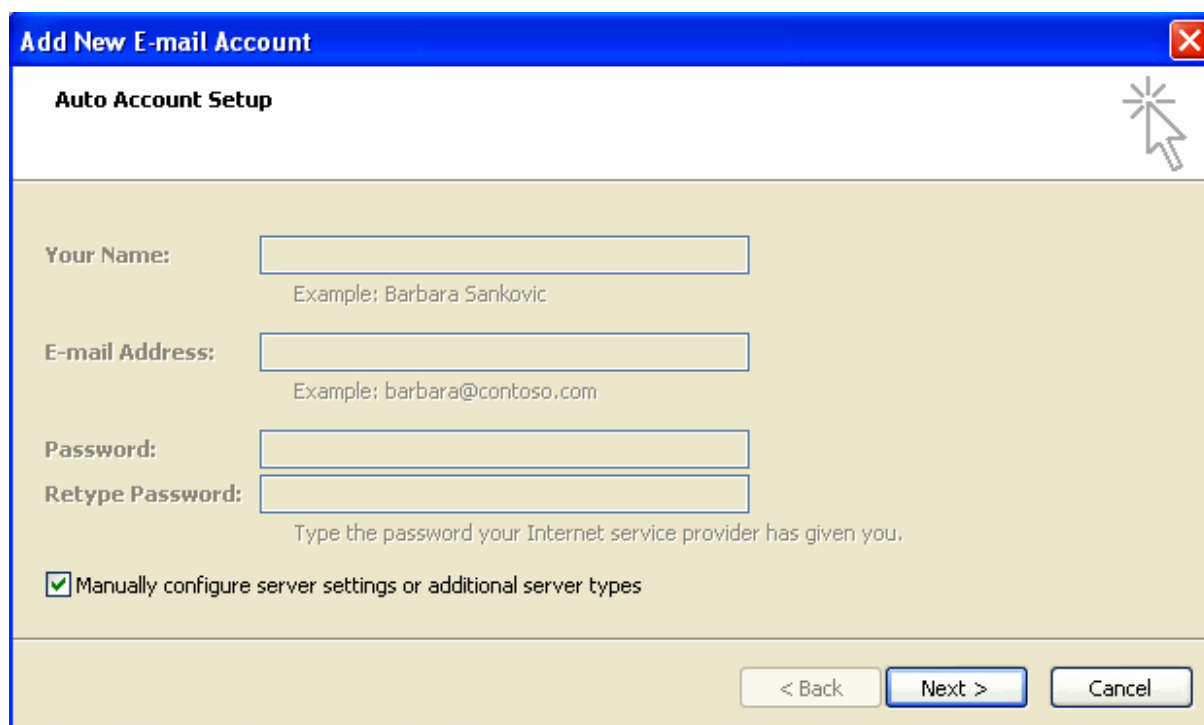 Add New E-mail Account
Auto Account Setup
Your Name:
Example: Barbara Sankovic
E-mail Address:
Example: barbara@contoso.com
Password:
Retype Password:
Type the password your Internet service provider has given you.
Manually configure server settings or additional server types
< Back Next > Cancel